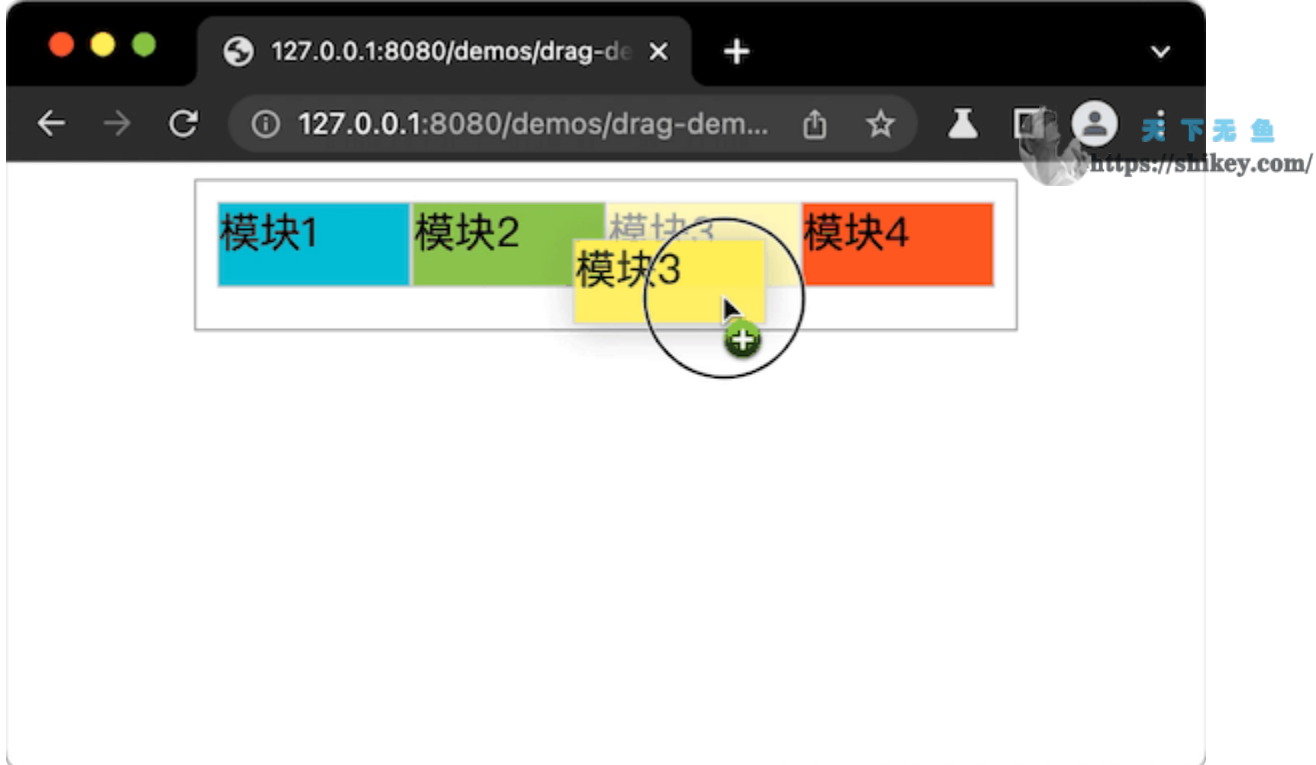 127.0.0.1:8080/demos/drag-de
127.0.0.1:8080/demos/drag-dem...
天下无鱼
https://shikey.com/
模块1
模块2
模块3
模块4
模块3